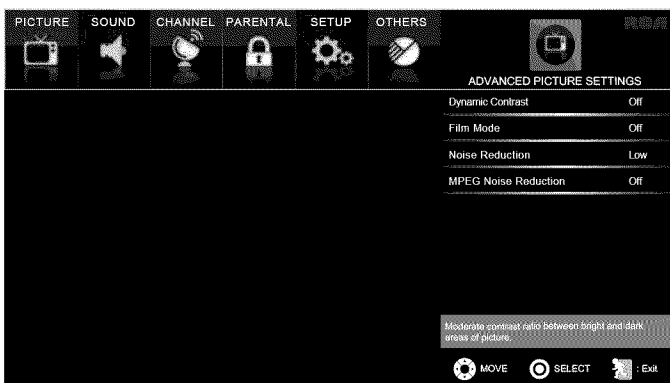 PICTURE SOUND CHANNEL PARENTAL SETUP OTHERS
RCA
ADVANCED PICTURE SETTINGS
Dynamic Contrast Off
Film Mode Off
Noise Reduction Low
MPEG Noise Reduction Off
Moderate contrast ratio between bright and dark
areas of picture.
MOVE SELECT : Exit